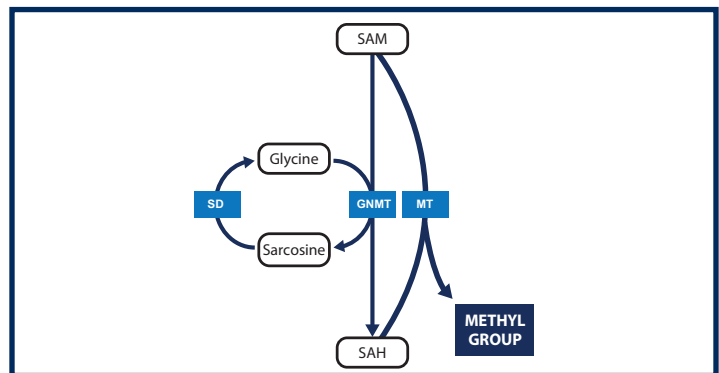 SAM
Glycine
SD
GNMT
MT
Sarcosine
METHYL
GROUP
SAH